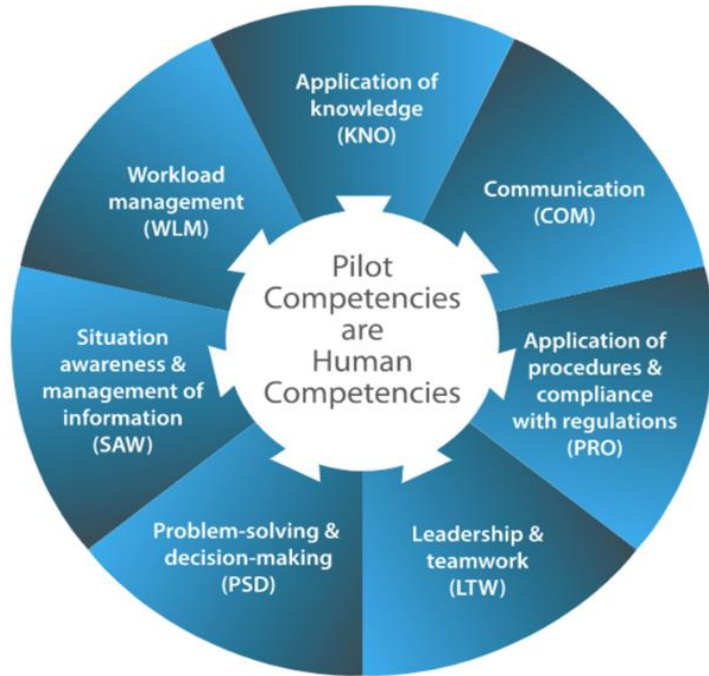 Application of
knowledge
(KNO)
Communication
(COM)
Application of
procedures &
compliance
with regulations
(PRO)
Leadership &
teamwork
(LTW)
Problem-solving &
decision-making
(PSD)
Situation
awareness &
management of
information
(SAW)
Workload
management
(WLM)
Pilot
Competencies
are
Human
Competencies